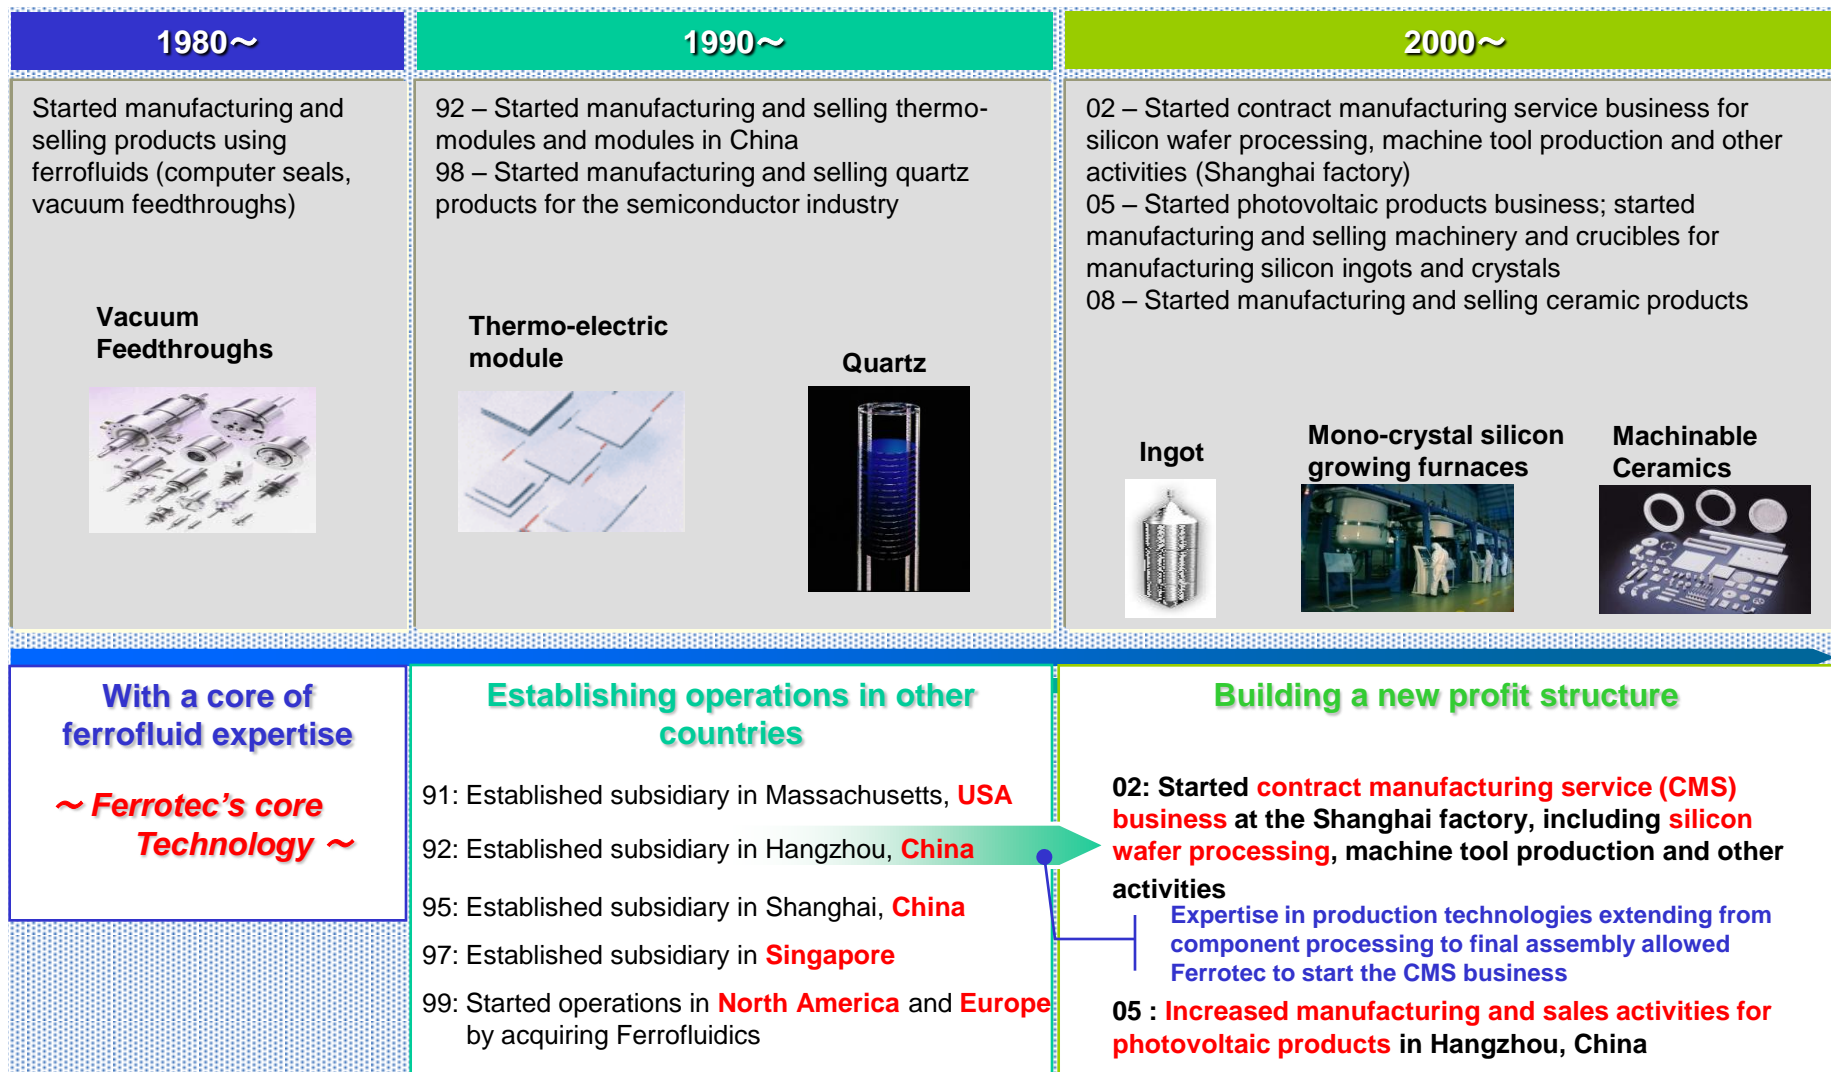 1980～
1990～
2000～
Started manufacturing and
selling products using
ferrofluids (computer seals,
vacuum feedthroughs)
Vacuum
Feedthroughs
92 – Started manufacturing and selling thermo-
modules and modules in China
98 – Started manufacturing and selling quartz
products for the semiconductor industry
Thermo-electric
module
Quartz
02 – Started contract manufacturing service business for
silicon wafer processing, machine tool production and other
activities (Shanghai factory)
05 – Started photovoltaic products business; started
manufacturing and selling machinery and crucibles for
manufacturing silicon ingots and crystals
08 – Started manufacturing and selling ceramic products
Ingot
Mono-crystal silicon
growing furnaces
Machinable
Ceramics
With a core of
ferrofluid expertise
～ Ferrotec’s core
Technology ～
Establishing operations in other
countries
91: Established subsidiary in Massachusetts, USA
92: Established subsidiary in Hangzhou, China
95: Established subsidiary in Shanghai, China
97: Established subsidiary in Singapore
99: Started operations in North America and Europe
by acquiring Ferrofluidics
Building a new profit structure
02: Started contract manufacturing service (CMS)
business at the Shanghai factory, including silicon
wafer processing, machine tool production and other
activities
Expertise in production technologies extending from
component processing to final assembly allowed
Ferrotec to start the CMS business
05 : Increased manufacturing and sales activities for
photovoltaic products in Hangzhou, China